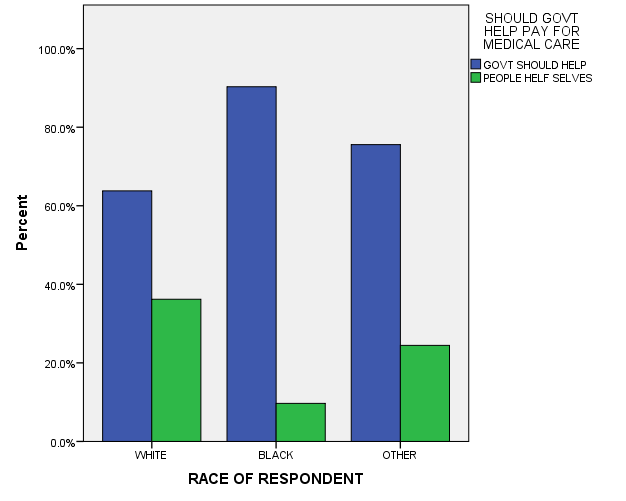 SHOULD GOVT
HELP PAY FOR
MEDICAL CARE
GOVT SHOULD HELP
PEOPLE HELF SELVES
100.0%
80.0%
60.0%
40.0%
20.0%
0.0%
Percent
WHITE
BLACK
OTHER
RACE OF RESPONDENT